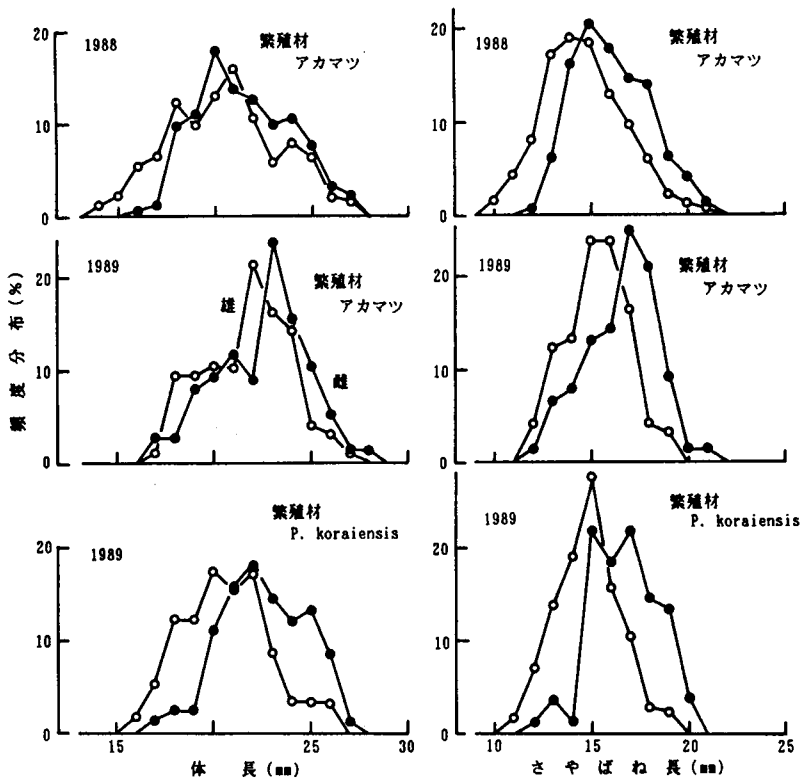 20
10
0
1988
繁殖材
アカマツ
20
10
0
1988
繁殖材
アカマツ
頻度分布(%)
20
10
0
1989
繁殖材
アカマツ
雄
雌
20
10
0
1989
繁殖材
アカマツ
20
10
0
1989
繁殖材
P. koraiensis
15
25
30
体長(mm)
20
10
0
1989
繁殖材
P. koraiensis
10
15
20
25
さやばね長(mm)